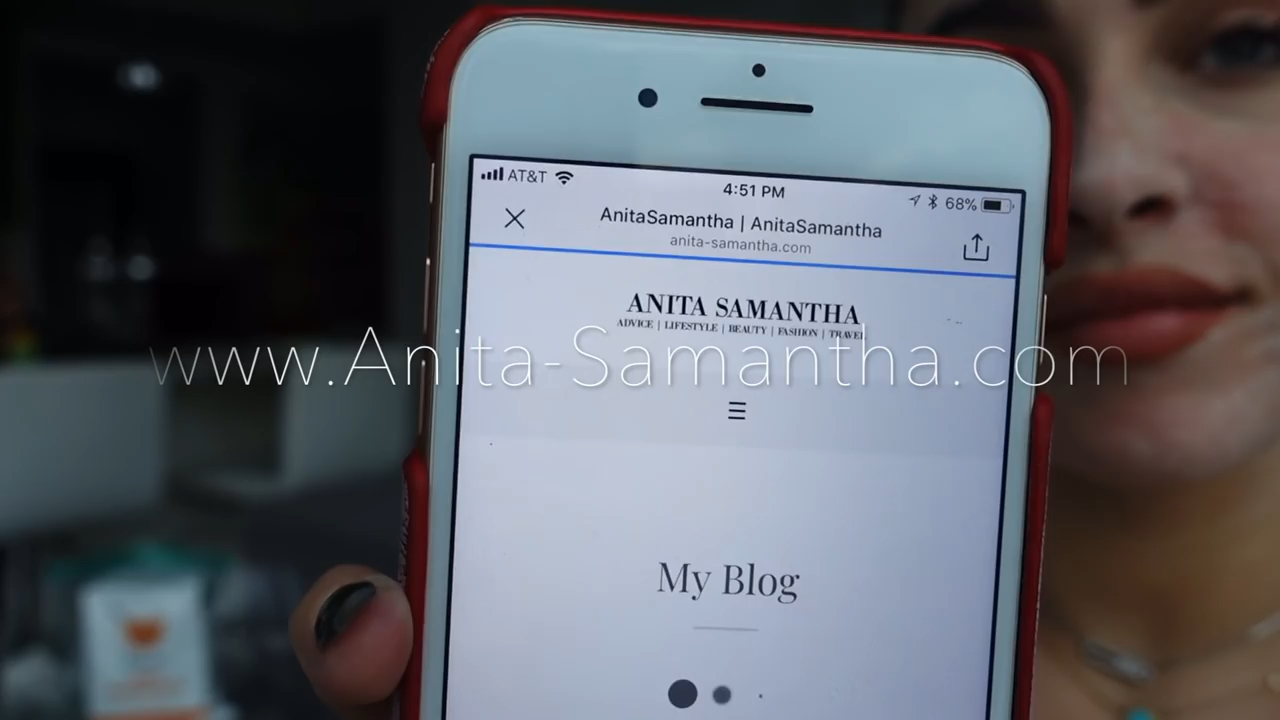 AT&T
4:51 PM
68%
AnitaSamantha | AnitaSamantha
anita-samantha.com
ANITA SAMANTHA
ADVICE | LIFESTYLE | BEAUTY | FASHION | TRAVEL
www.Anita-Samantha.com
My Blog